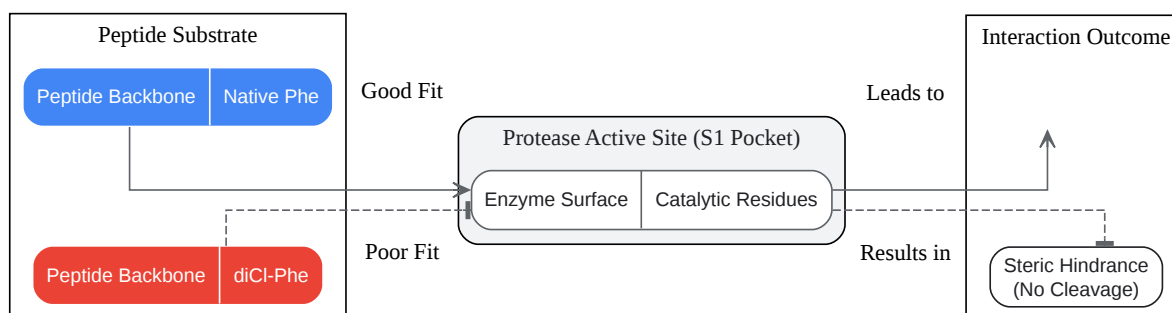 Peptide Substrate
Peptide Backbone
Native Phe
Good Fit
Protease Active Site (S1 Pocket)
Enzyme Surface
Catalytic Residues
Poor Fit
Peptide Backbone
diCl-Phe
Leads to
Results in
Interaction Outcome
Steric Hindrance
(No Cleavage)